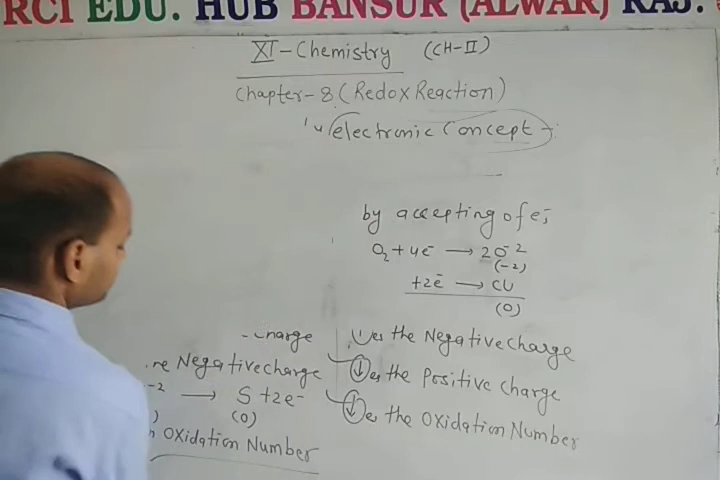 RCI EDU. HUB BANSUR (ALWAR) RAJ.
XI-Chemistry (CH-II)
Chapter-8 (Redox Reaction)
electronic Concept
by accepting of e⁻,
O₂+4e⁻ → 2O⁻²
(-2)
+2e⁻ → CU
(0)
charge
Negative charge
-2 → S+2e⁻
(0)
Oxidation Number
↑es the Negative charge
↓es the Positive charge
↓es the Oxidation Number